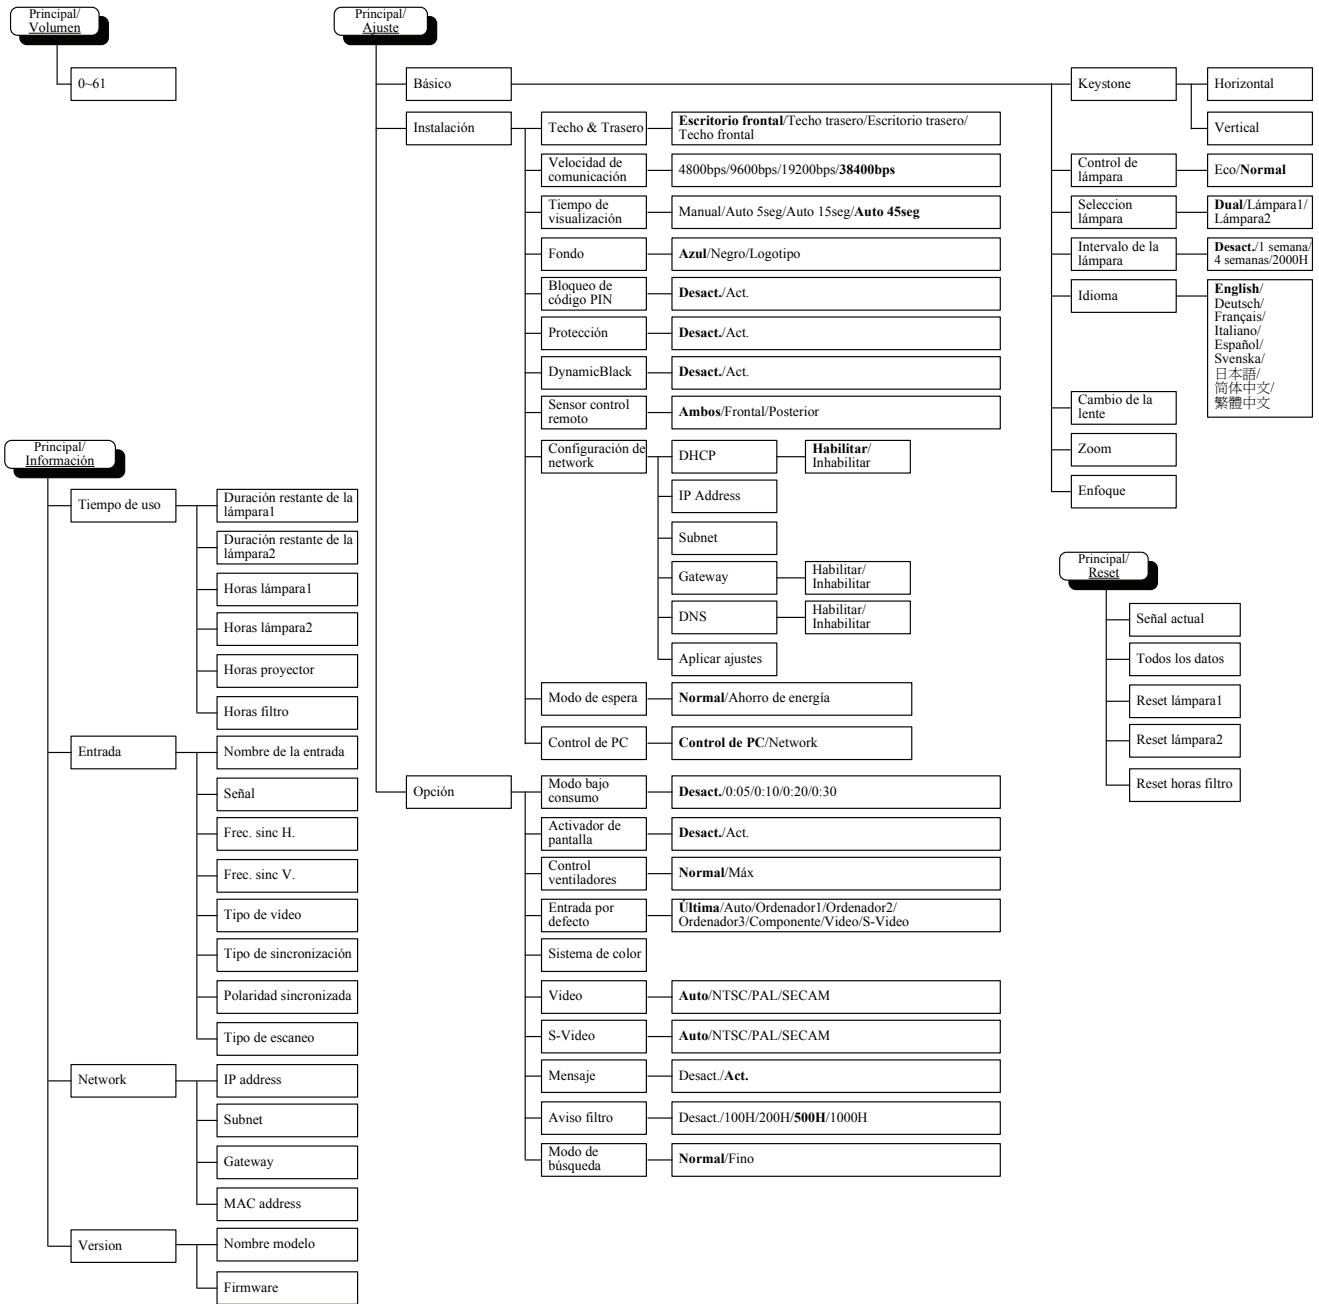 Principal/
Volumen
0~61
Principal/
Ajuste
Básico
Keystone
Horizontal
Vertical
Control de
lámpara
Eco/Normal
Seleccion
lámpara
Dual/Lámpara1/
Lámpara2
Intervalo de la
lámpara
Desact./1 semana/
4 semanas/2000H
Idioma
English/
Deutsch/
Français/
Italiano/
Español/
Svenska/
日本語/
简体中文/
繁體中文
Cambio de la
lente
Zoom
Enfoque
Instalación
Techo & Trasero
Escritorio frontal/Techo trasero/Escritorio trasero/
Techo frontal
Velocidad de
comunicación
4800bps/9600bps/19200bps/38400bps
Tiempo de
visualización
Manual/Auto 5seg/Auto 15seg/Auto 45seg
Fondo
Azul/Negro/Logotipo
Bloqueo de
código PIN
Desact./Act.
Protección
Desact./Act.
DynamicBlack
Desact./Act.
Sensor control
remoto
Ambos/Frontal/Posterior
Configuración de
network
DHCP
Habilitar/
Inhabilitar
IP Address
Subnet
Gateway
Habilitar/
Inhabilitar
DNS
Habilitar/
Inhabilitar
Aplicar ajustes
Modo de espera
Normal/Ahorro de energía
Control de PC
Control de PC/Network
Opción
Modo bajo
consumo
Desact./0:05/0:10/0:20/0:30
Activador de
pantalla
Desact./Act.
Control
ventiladores
Normal/Máx
Entrada por
defecto
Última/Auto/Ordenador1/Ordenador2/
Ordenador3/Componente/Video/S-Video
Sistema de color
Video
Auto/NTSC/PAL/SECAM
S-Video
Auto/NTSC/PAL/SECAM
Mensaje
Desact./Act.
Aviso filtro
Desact./100H/200H/500H/1000H
Modo de
búsqueda
Normal/Fino
Principal/
Información
Tiempo de uso
Duración restante de la
lámpara1
Duración restante de la
lámpara2
Horas lámpara1
Horas lámpara2
Horas proyector
Horas filtro
Entrada
Nombre de la entrada
Señal
Frec. sinc H.
Frec. sinc V.
Tipo de vídeo
Tipo de sincronización
Polaridad sincronizada
Tipo de escaneo
Network
IP address
Subnet
Gateway
MAC address
Version
Nombre modelo
Firmware
Principal/
Reset
Señal actual
Todos los datos
Reset lámpara1
Reset lámpara2
Reset horas filtro